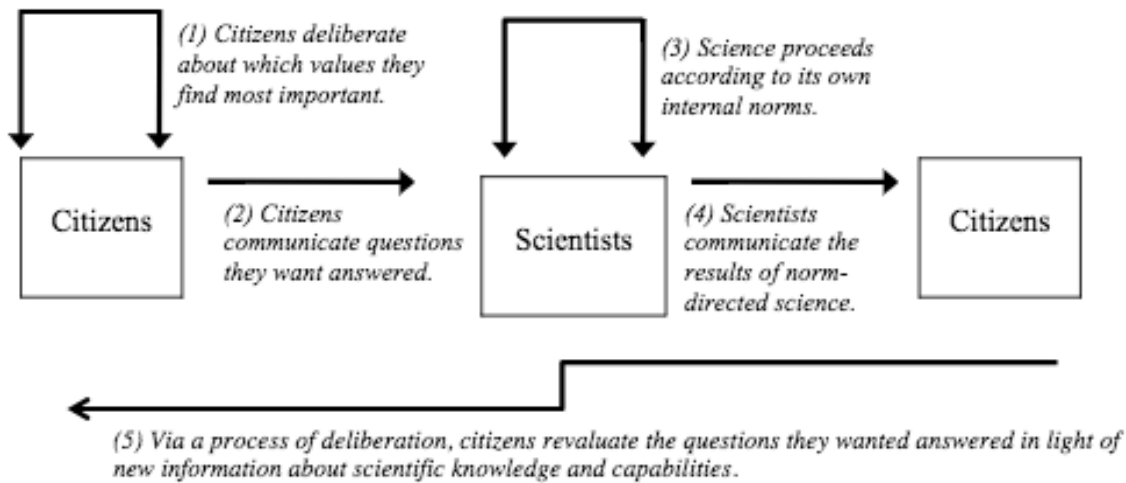 (1) Citizens deliberate
about which values they
find most important.
(3) Science proceeds
according to its own
internal norms.
Citizens
(2) Citizens
communicate questions
they want answered.
Scientists
(4) Scientists
communicate the
results of norm-
directed science.
Citizens
(5) Via a process of deliberation, citizens revaluate the questions they wanted answered in light of
new information about scientific knowledge and capabilities.